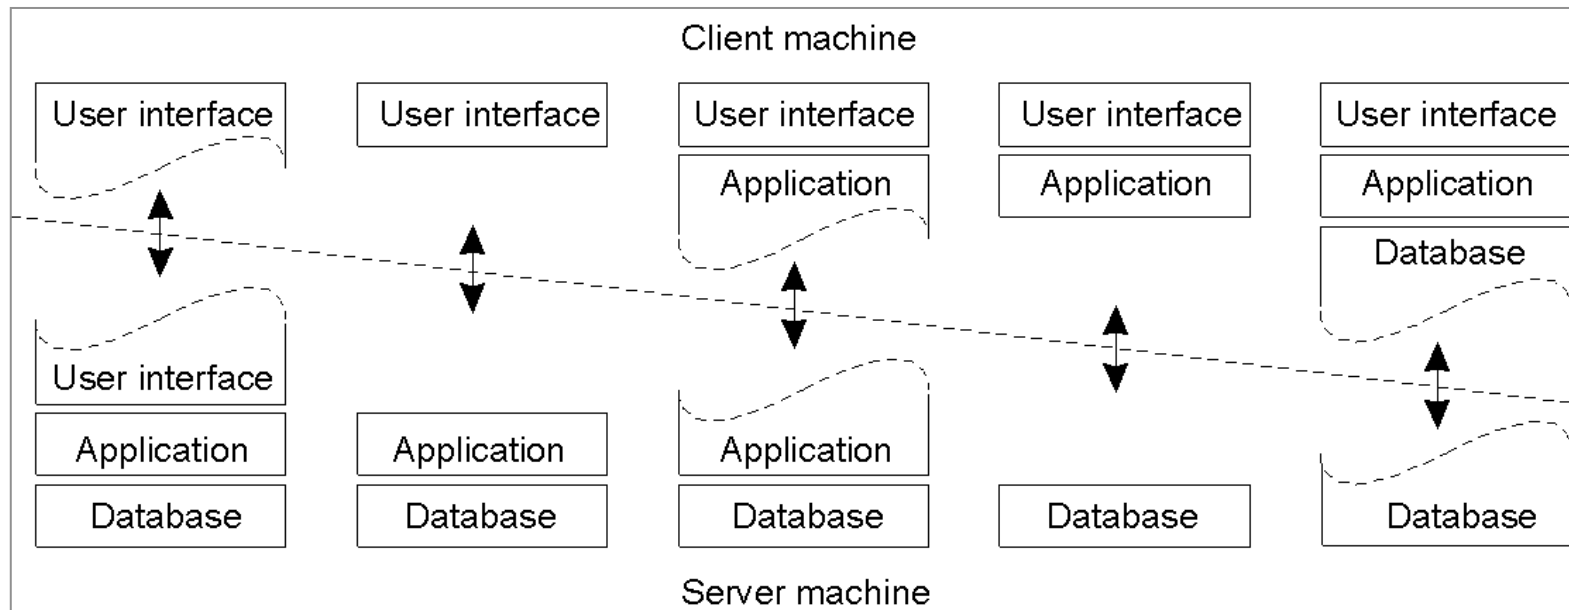 Client machine
User interface
User interface
User interface
User interface
User interface
Application
Application
Application
Database
User interface
Application
Application
Application
Database
Database
Database
Database
Database
Server machine